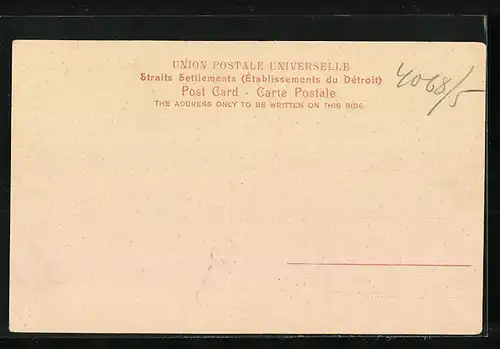 UNION POSTALE UNIVERSELLE
Straits Settlements (Établissements du Détroit)
Post Card - Carte Postale
THE ADDRESS ONLY TO BE WRITTEN ON THIS SIDE
4068/5